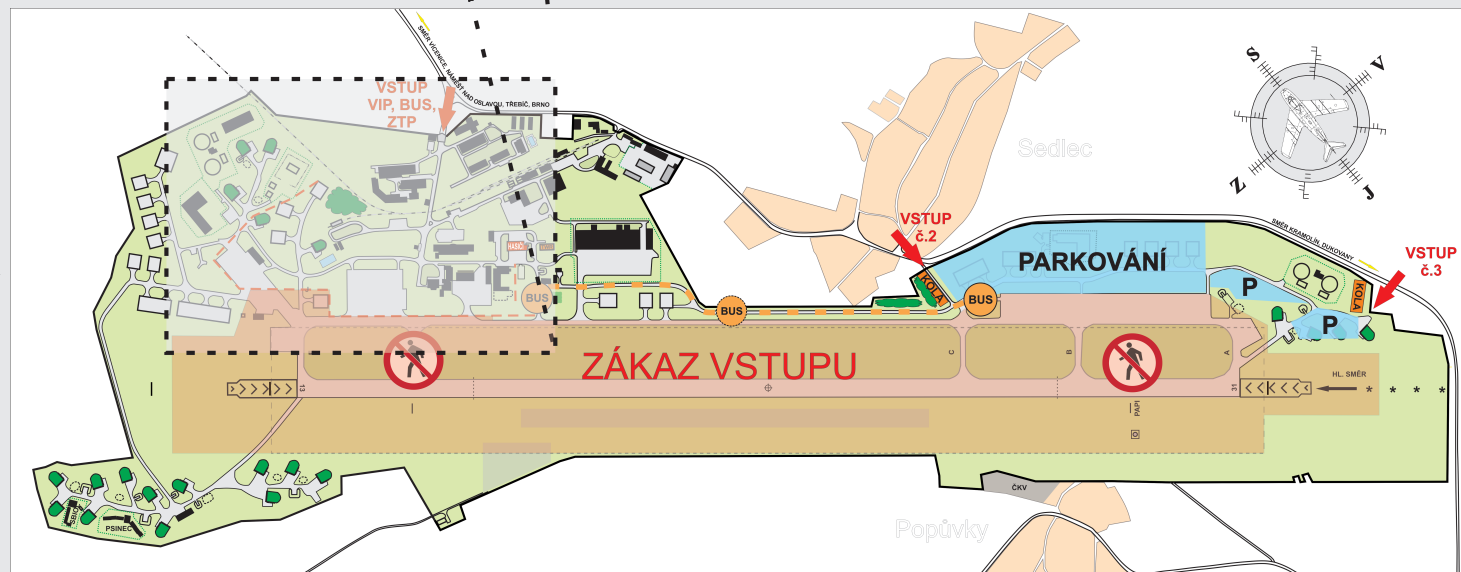 SMĚR VÍCENICE, NÁMĚŠŤ NAD OSLAVOU, TŘEBÍČ, BRNO
VSTUP
VIP, BUS,
ZTP
S
V
Z
J
Sedlec
VSTUP
č.2
KOLA
SMĚR KRAMOLÍN, DUKOVANY
VSTUP
č.3
PARKOVÁNÍ
P
KOLA
P
HASIČI
BUS
BUS
BUS
ZÁKAZ VSTUPU
C
B
A
13
31
HL. SMĚR
PAPI
PSINEC
ČKV
Popůvky